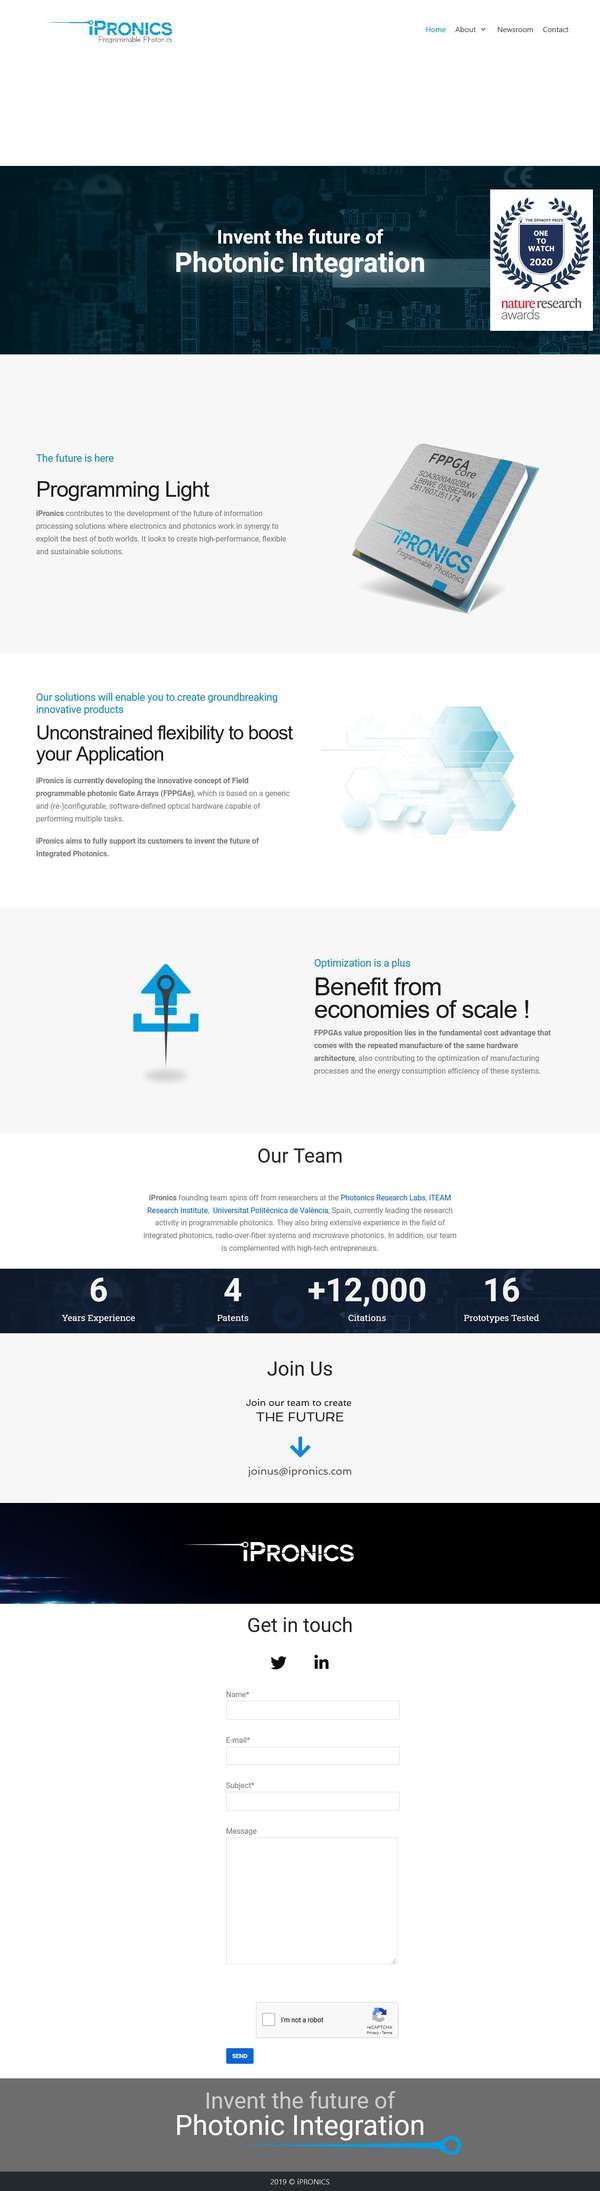 iPRONICS
Programmable Photonics
Home
About
Newsroom
Contact
Invent the future of
Photonic Integration
THE SPINOFF PRIZE
ONE
TO
WATCH
2020
natureresearch
awards
The future is here
Programming Light
iPronics contributes to the development of the future of information
processing solutions where electronics and photonics work in synergy to
exploit the best of both worlds. It looks to create high-performance, flexible
and sustainable solutions.
FPPGA
core
iPRONICS
Programmable Photonics
Our solutions will enable you to create groundbreaking
innovative products
Unconstrained flexibility to boost
your Application
iPronics is currently developing the innovative concept of Field
programmable photonic Gate Arrays (FPPGAs), which is based on a generic
and (re-)configurable, software-defined optical hardware capable of
performing multiple tasks.
iPronics aims to fully support its customers to invent the future of
Integrated Photonics.
Optimization is a plus
Benefit from
economies of scale !
FPPGAs value proposition lies in the fundamental cost advantage that
comes with the repeated manufacture of the same hardware
architecture, also contributing to the optimization of manufacturing
processes and the energy consumption efficiency of these systems.
Our Team
iPronics founding team spins off from researchers at the Photonics Research Labs, iTEAM
Research Institute, Universitat Politècnica de València, Spain, currently leading the research
activity in programmable photonics. They also bring extensive experience in the field of
integrated photonics, radio-over-fiber systems and microwave photonics. In addition, our team
is complemented with high-tech entrepreneurs.
6
Years Experience
4
Patents
+12,000
Citations
16
Prototypes Tested
Join Us
Join our team to create
THE FUTURE
joinus@ipronics.com
iPRONICS
Get in touch
Name*
E-mail*
Subject*
Message
I'm not a robot
reCAPTCHA
Privacy - Terms
SEND
Invent the future of
Photonic Integration
2019 © iPRONICS